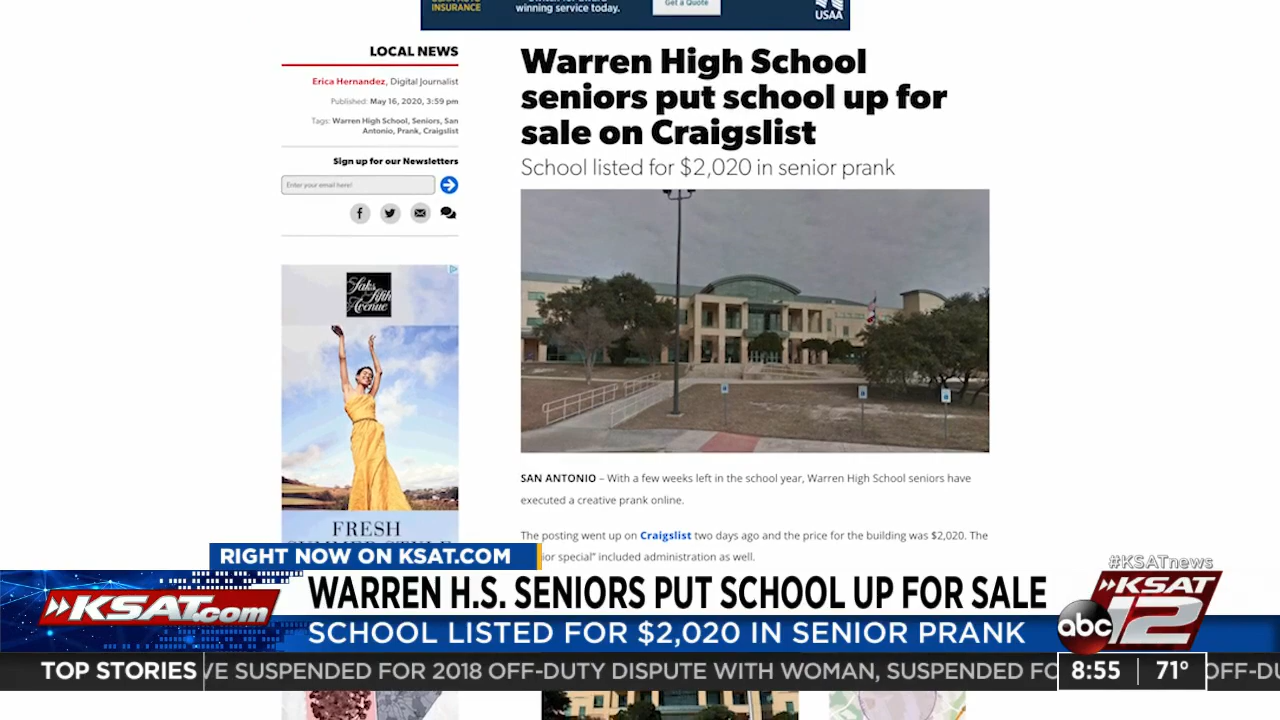 INSURANCE
winning service today.
Get a Quote
USAA
LOCAL NEWS
Erica Hernandez, Digital Journalist
Published: May 16, 2020, 3:59 pm
Tags: Warren High School, Seniors, San
Antonio, Prank, Craigslist
Sign up for our Newsletters
Enter your email here!
Saks
Fifth
Avenue
FRESH
Warren High School
seniors put school up for
sale on Craigslist
School listed for $2,020 in senior prank
SAN ANTONIO – With a few weeks left in the school year, Warren High School seniors have
executed a creative prank online.
The posting went up on Craigslist two days ago and the price for the building was $2,020. The
special” included administration as well.
RIGHT NOW ON KSAT.COM
#KSATnews
KSAT.com
WARREN H.S. SENIORS PUT SCHOOL UP FOR SALE
SCHOOL LISTED FOR $2,020 IN SENIOR PRANK
abc
KSAT
12
TOP STORIES
VE SUSPENDED FOR 2018 OFF-DUTY DISPUTE WITH WOMAN, SUSPENDED FO
8:55
71°
OFF-DU